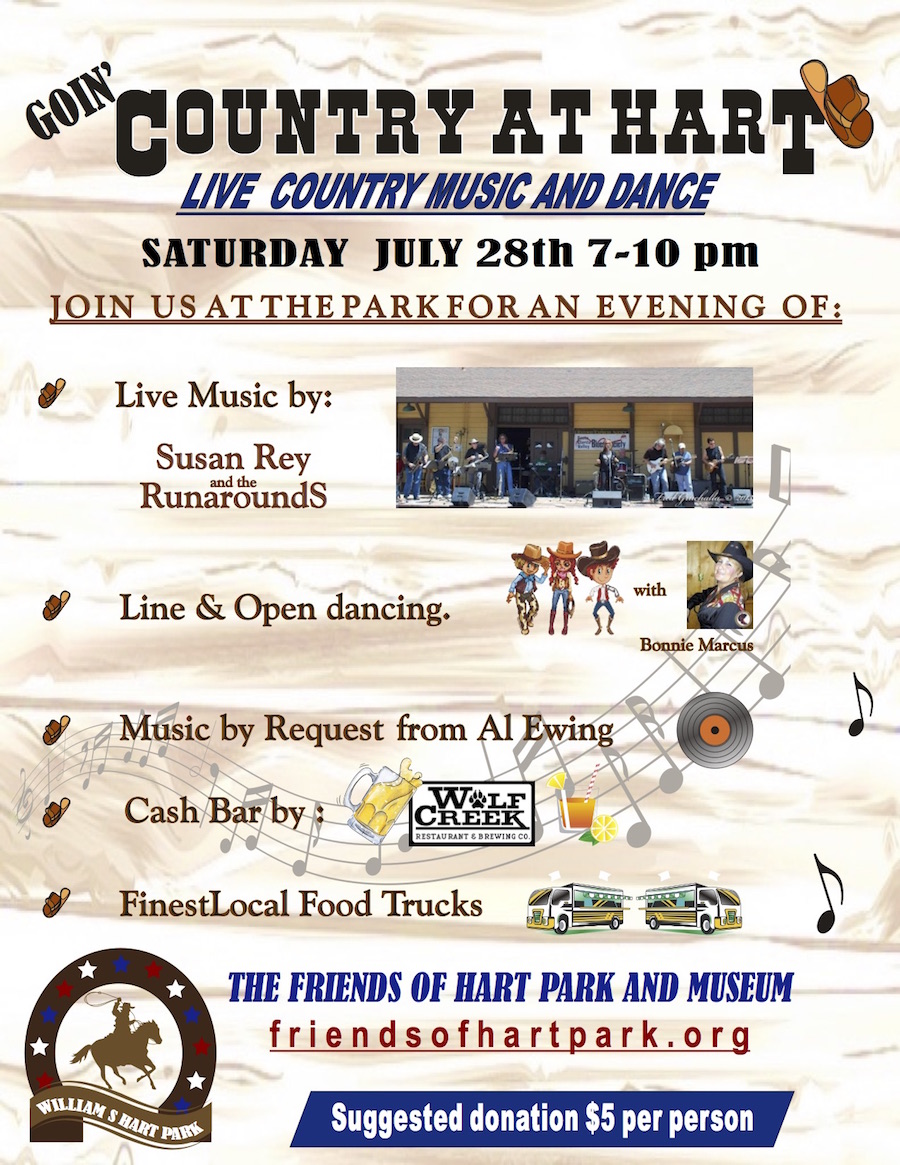 GOIN'
COUNTRY AT HART
LIVE COUNTRY MUSIC AND DANCE
SATURDAY JULY 28th 7-10 pm
JOIN US AT THE PARK FOR AN EVENING OF:
Live Music by:
Susan Rey
and the
RunaroundS
Line & Open dancing.
with
Bonnie Marcus
Music by Request from Al Ewing
Cash Bar by :
WOLF
CREEK
RESTAURANT & BREWING CO.
FinestLocal Food Trucks
THE FRIENDS OF HART PARK AND MUSEUM
friendsofhartpark.org
WILLIAM S HART PARK
Suggested donation $5 per person